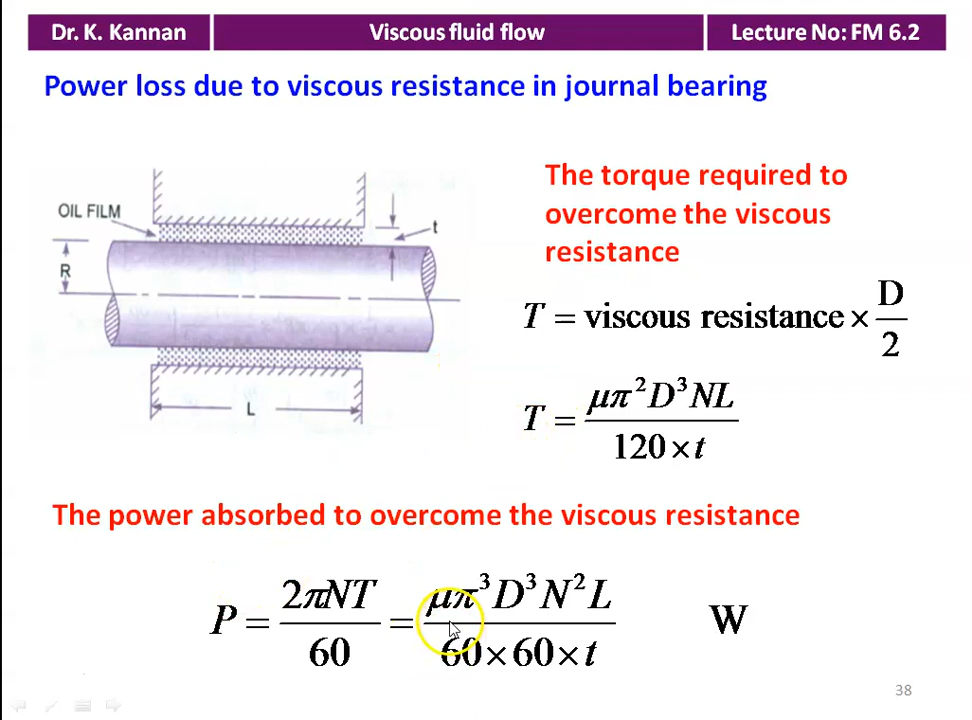 Dr. K. Kannan
Viscous fluid flow
Lecture No: FM 6.2
Power loss due to viscous resistance in journal bearing
OIL FILM
t
R
L
The torque required to
overcome the viscous
resistance
T = viscous resistance × D/2
T = μπ²D³NL / 120 × t
The power absorbed to overcome the viscous resistance
P = 2πNT / 60 = μπ³D³N²L / 60 × 60 × t W
38